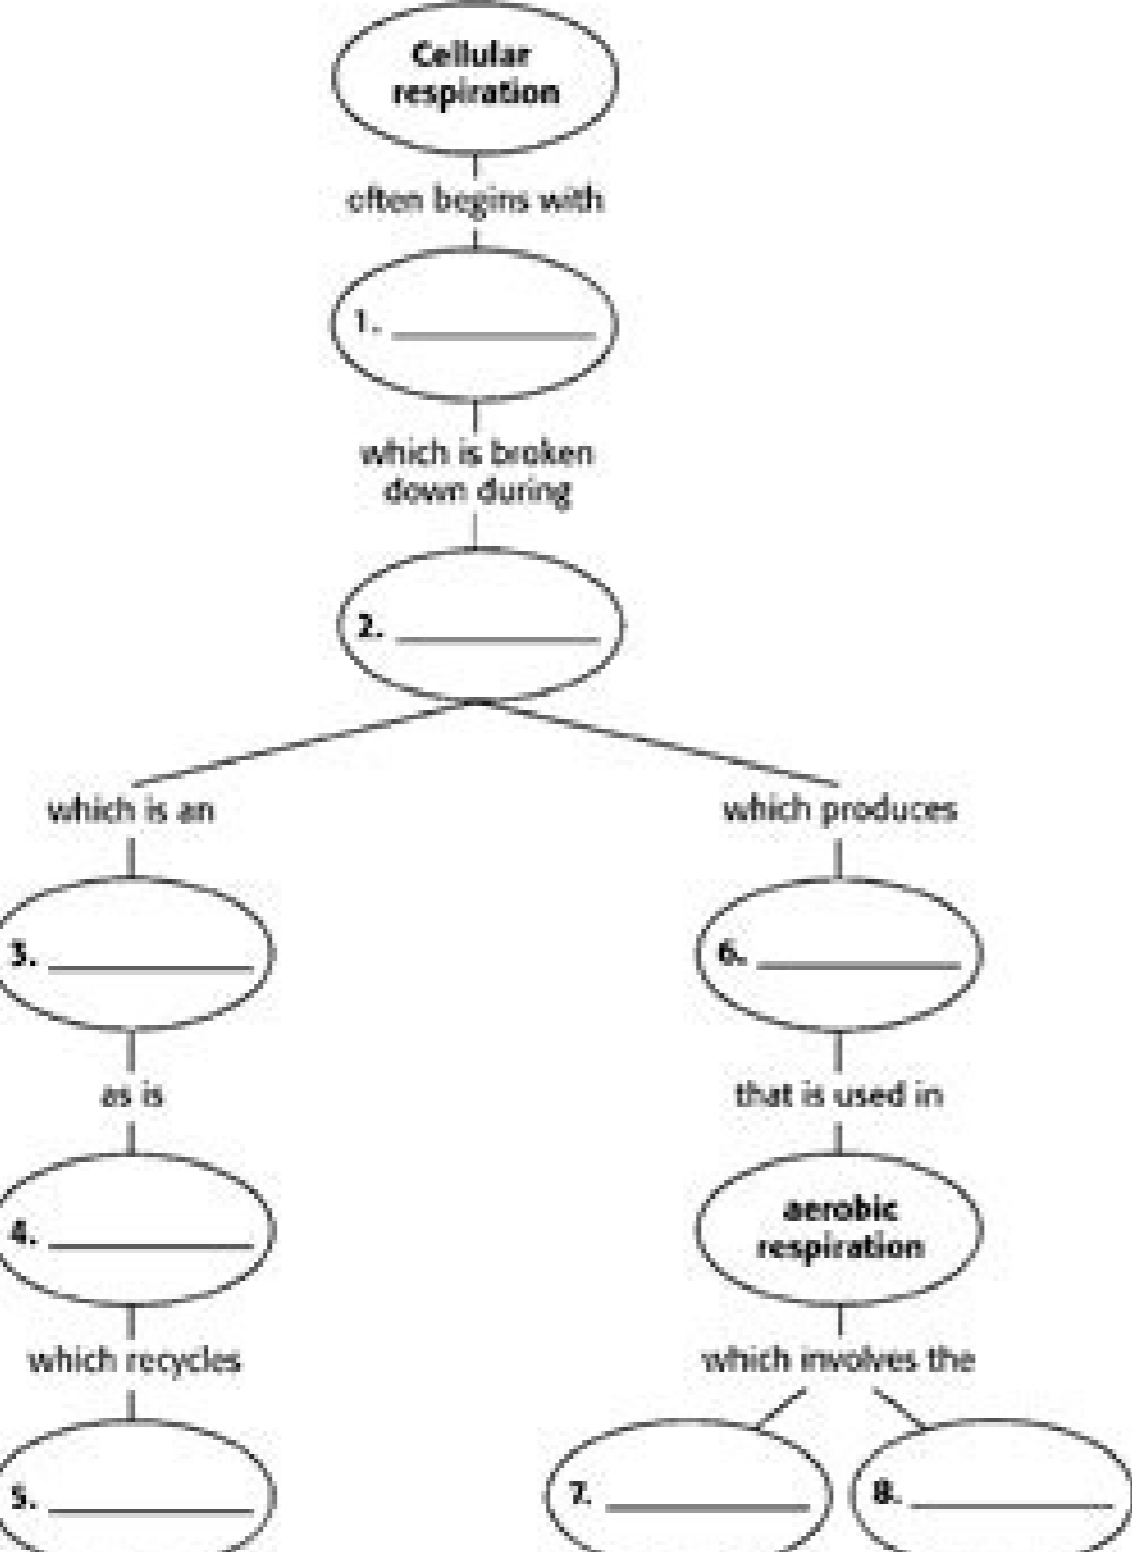 Cellular
respiration
often begins with
1.
which is broken
down during
2.
which is an
which produces
3.
6.
as is
that is used in
4.
aerobic
respiration
which recycles
which involves the
5.
7.
8.